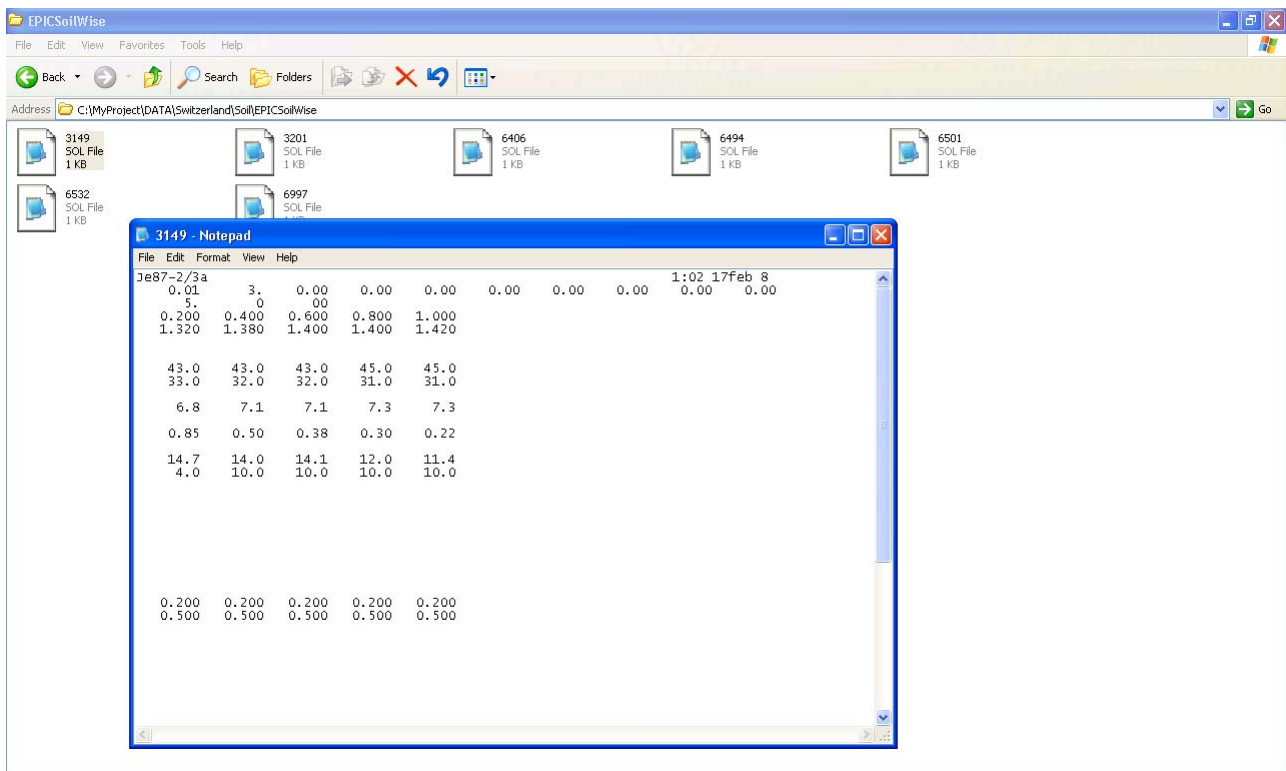 EPICSoilWise
File Edit View Favorites Tools Help
Back Search Folders
Address C:\MyProject\DATA\Switzerland\Soil\EPICSoilWise Go
3149 3201 6406 6494 6501
SOL File SOL File SOL File SOL File SOL File
1 KB 1 KB 1 KB 1 KB 1 KB
6532 6997
SOL File SOL File
1 KB 1 KB
3149 - Notepad
File Edit Format View Help
Je87-2/3a 1:02 17feb 8
0.01 3. 0.00 0.00 0.00 0.00 0.00 0.00 0.00 0.00
5. 0 00
0.200 0.400 0.600 0.800 1.000
1.320 1.380 1.400 1.400 1.420
43.0 43.0 43.0 45.0 45.0
33.0 32.0 32.0 31.0 31.0
6.8 7.1 7.1 7.3 7.3
0.85 0.50 0.38 0.30 0.22
14.7 14.0 14.1 12.0 11.4
4.0 10.0 10.0 10.0 10.0
0.200 0.200 0.200 0.200 0.200
0.500 0.500 0.500 0.500 0.500